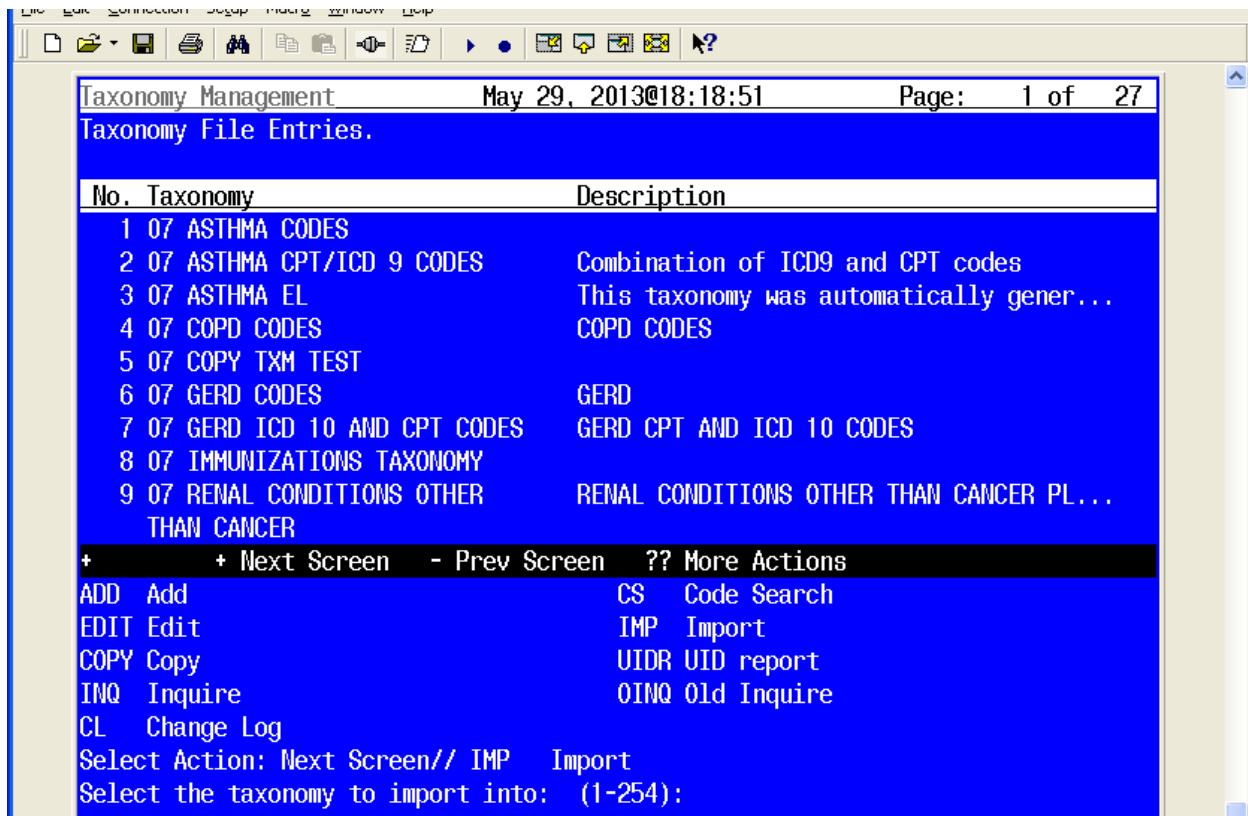 File Edit Connection Setup Macro Window Help
Taxonomy Management May 29, 2013@18:18:51 Page: 1 of 27
Taxonomy File Entries.
No. Taxonomy Description
1 07 ASTHMA CODES
2 07 ASTHMA CPT/ICD 9 CODES Combination of ICD9 and CPT codes
3 07 ASTHMA EL This taxonomy was automatically gener...
4 07 COPD CODES COPD CODES
5 07 COPY TXM TEST
6 07 GERD CODES GERD
7 07 GERD ICD 10 AND CPT CODES GERD CPT AND ICD 10 CODES
8 07 IMMUNIZATIONS TAXONOMY
9 07 RENAL CONDITIONS OTHER RENAL CONDITIONS OTHER THAN CANCER PL...
THAN CANCER
+ + Next Screen - Prev Screen ?? More Actions
ADD Add CS Code Search
EDIT Edit IMP Import
COPY Copy UIDR UID report
INQ Inquire OINQ Old Inquire
CL Change Log
Select Action: Next Screen// IMP Import
Select the taxonomy to import into: (1-254):